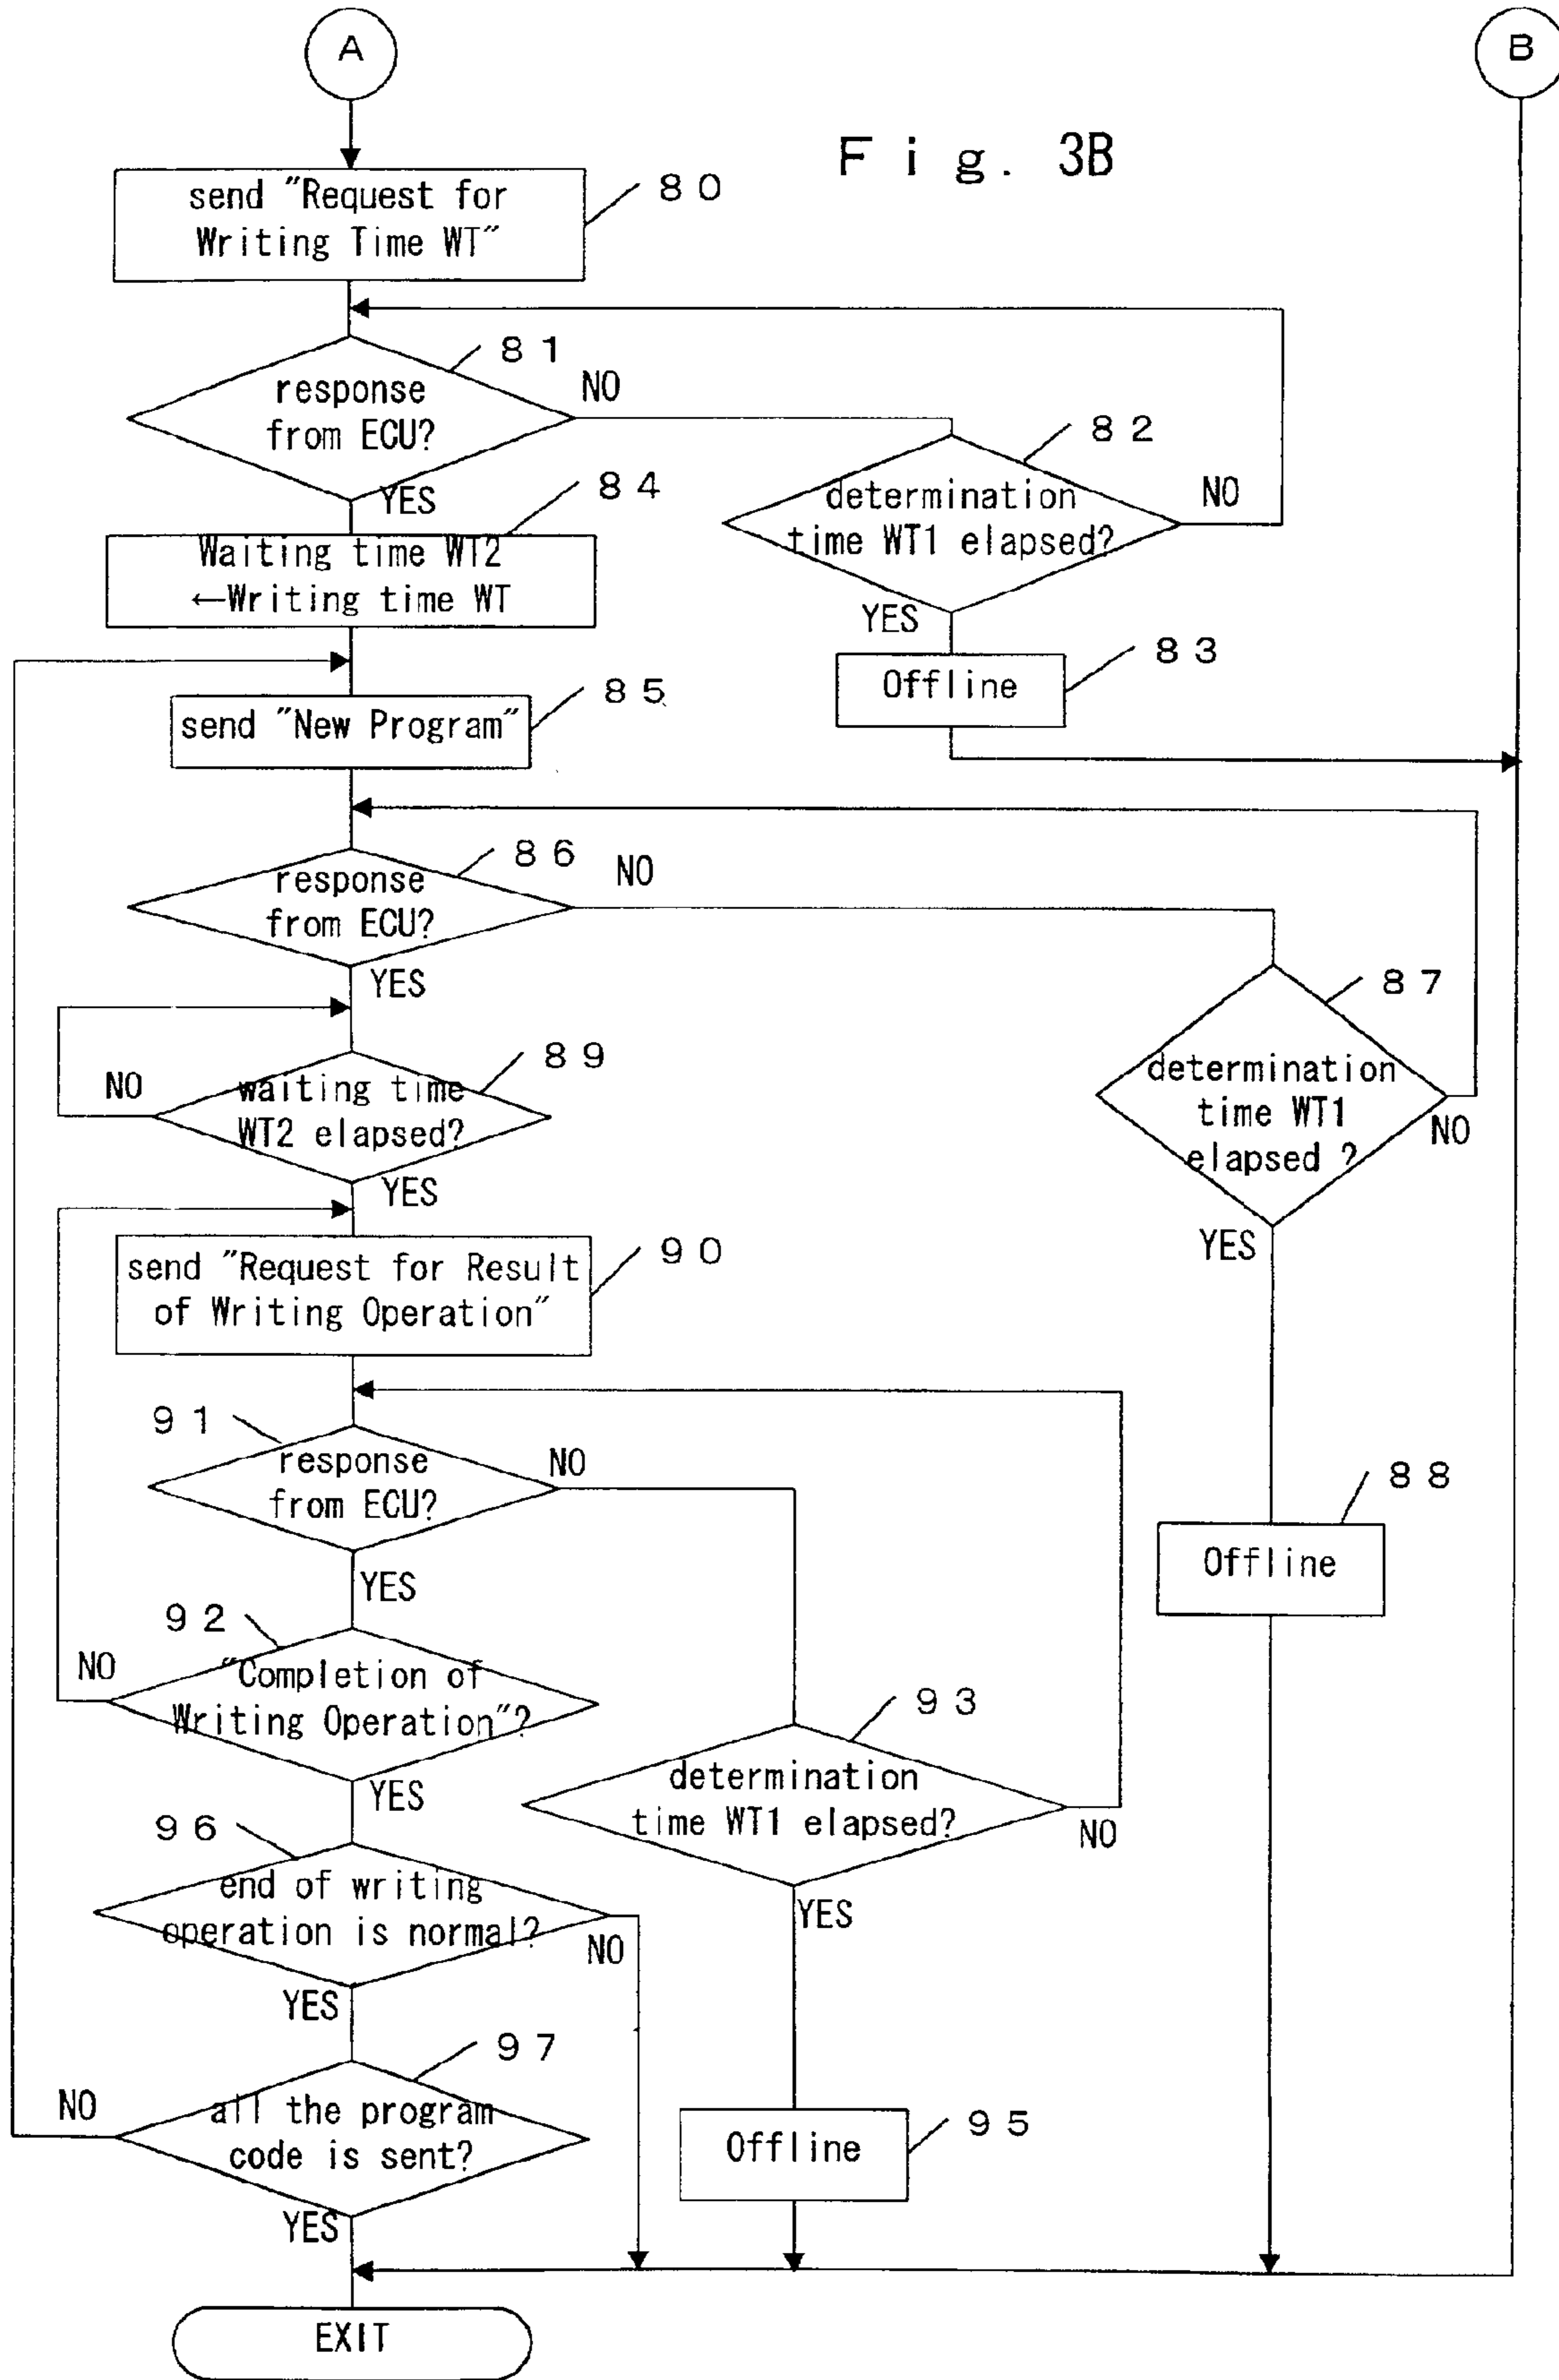 A
B
Fig. 3B
send "Request for
Writing Time WT"
80
81
response
from ECU?
NO
YES
82
determination
time WT1 elapsed?
NO
YES
84
Waiting time WT2
←Writing time WT
83
Offline
85
send "New Program"
86
response
from ECU?
NO
YES
87
determination
time WT1
elapsed ?
NO
YES
89
waiting time
WT2 elapsed?
NO
YES
90
send "Request for Result
of Writing Operation"
91
response
from ECU?
NO
YES
88
Offline
92
"Completion of
Writing Operation"?
NO
YES
93
determination
time WT1 elapsed?
NO
YES
96
end of writing
operation is normal?
NO
YES
97
all the program
code is sent?
NO
YES
95
Offline
EXIT